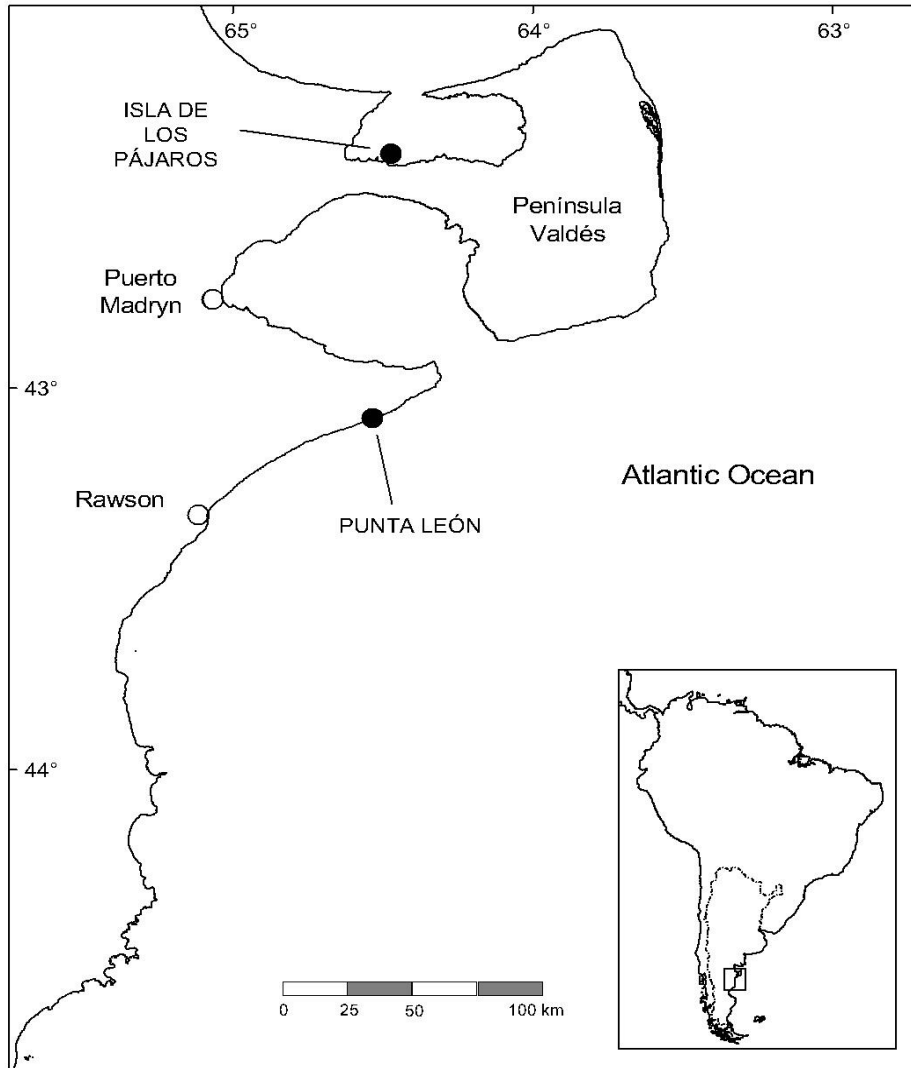 65°
64°
63°
ISLA DE
LOS
PÁJAROS
Península
Valdés
Puerto
Madryn
43°
Atlantic Ocean
Rawson
PUNTA LEÓN
44°
0
25
50
100 km